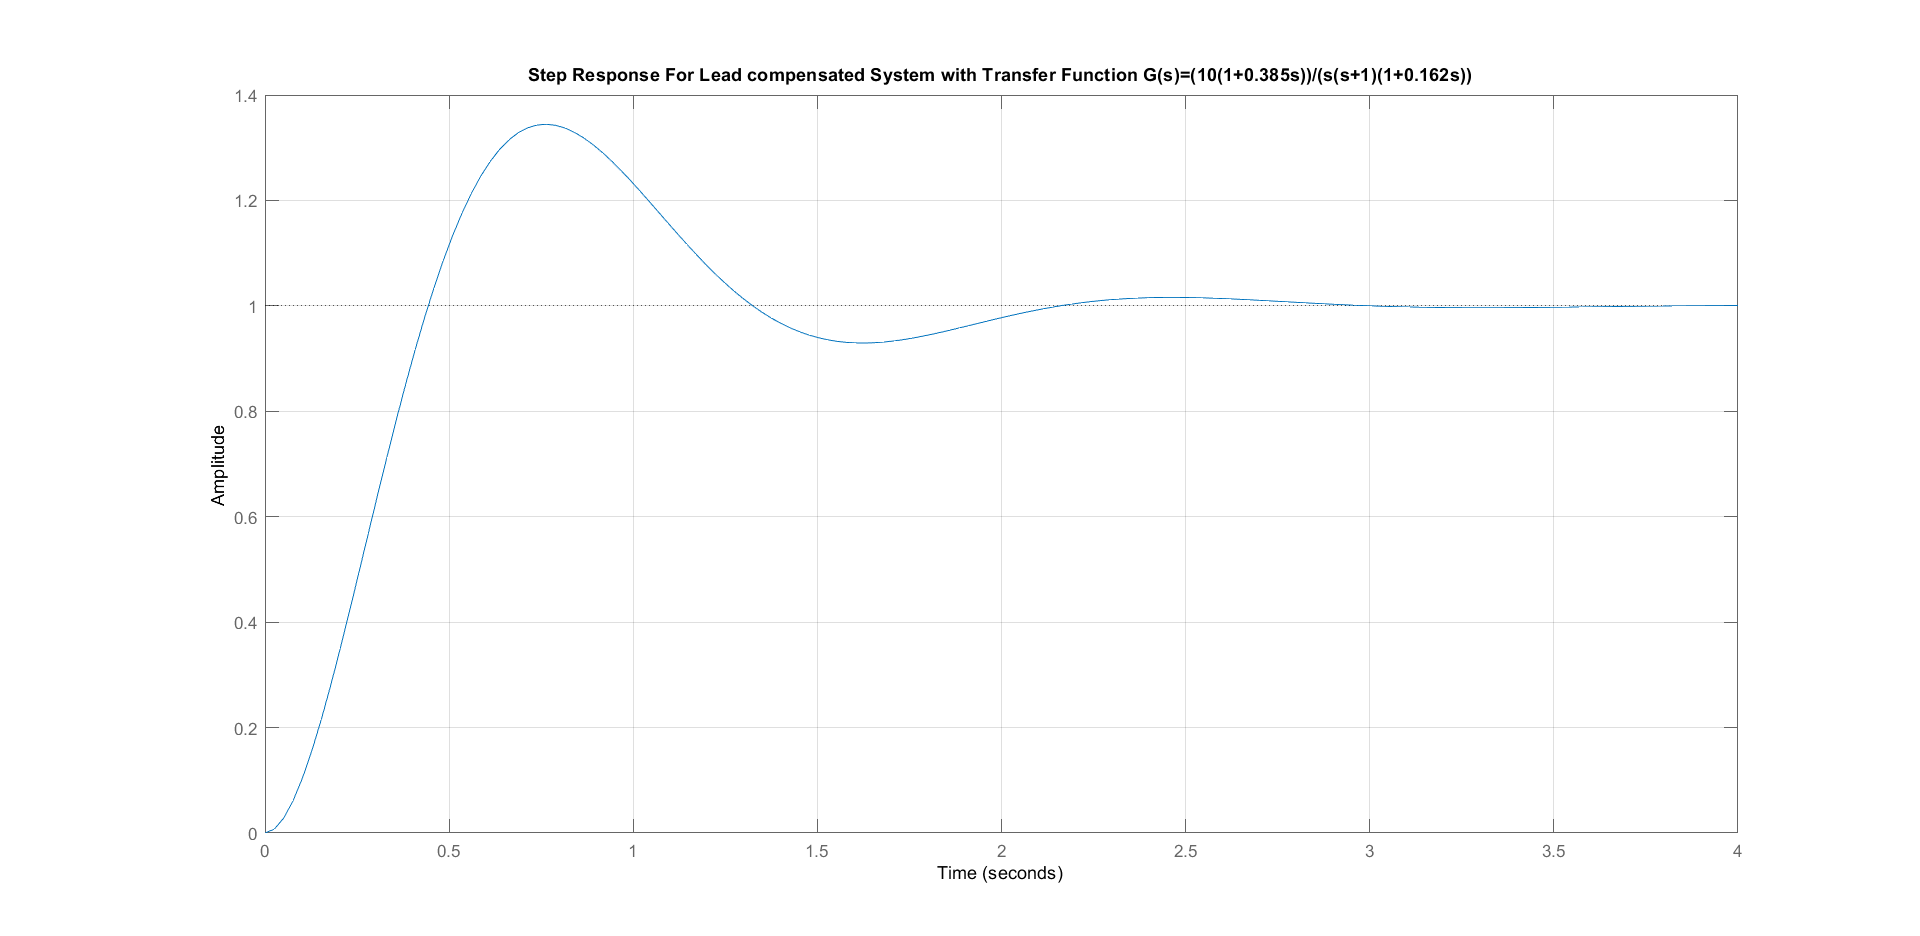 Step Response For Lead compensated System with Transfer Function G(s)=(10(1+0.385s))/(s(s+1)(1+0.162s))
1.4
1.2
1
0.8
0.6
0.4
0.2
0
Amplitude
0 0.5 1 1.5 2 2.5 3 3.5 4
Time (seconds)